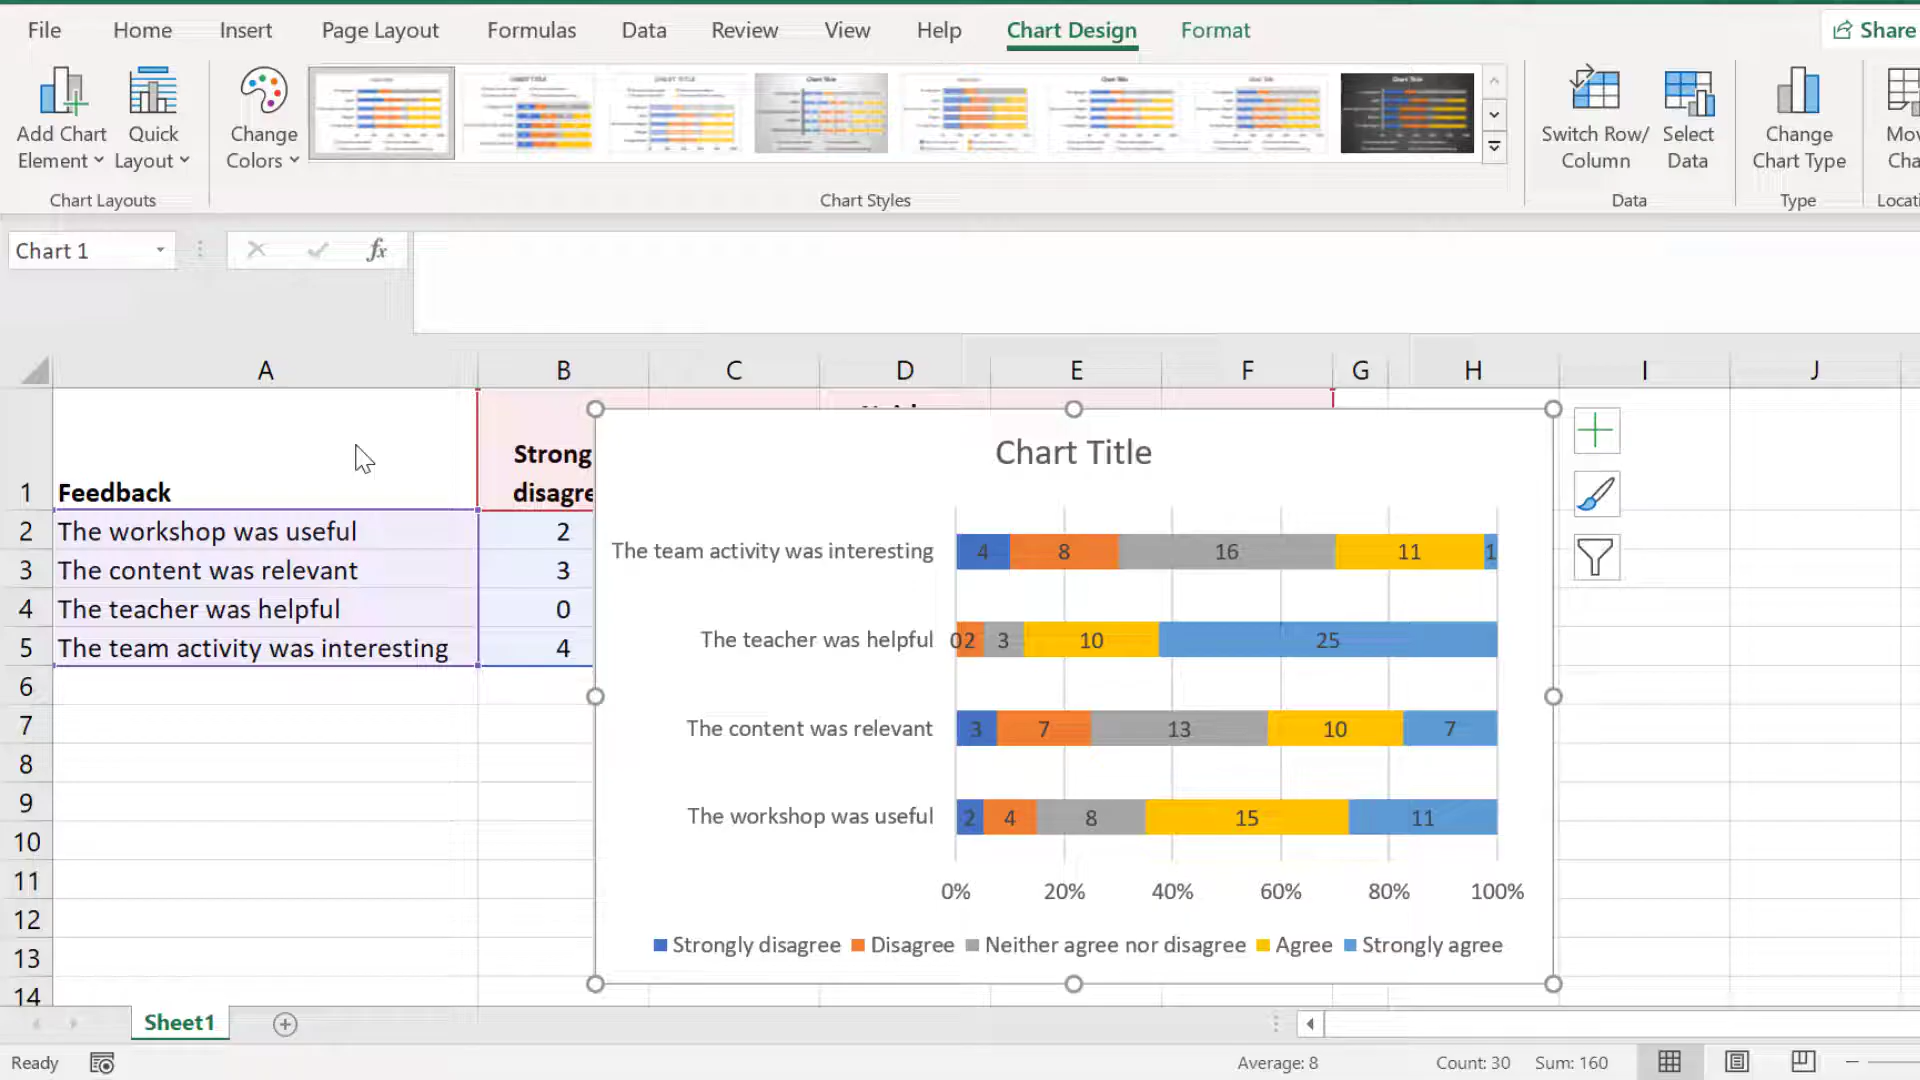 File Home Insert Page Layout Formulas Data Review View Help Chart Design Format Share
Add Chart Element
Quick Layout
Change Colors
Switch Row/ Column
Select Data
Change Chart Type
Chart Layouts Chart Styles Data Type
Chart 1 fx
A B C D E F G H I J
Strong
disagre
1 Feedback
2 The workshop was useful 2
3 The content was relevant 3
4 The teacher was helpful 0
5 The team activity was interesting 4
6
7
8
9
10
11
12
13
14
Chart Title
The team activity was interesting 4 8 16 11 1
The teacher was helpful 0 2 3 10 25
The content was relevant 3 7 13 10 7
The workshop was useful 2 4 8 15 11
0% 20% 40% 60% 80% 100%
Strongly disagree Disagree Neither agree nor disagree Agree Strongly agree
Sheet1
Ready Average: 8 Count: 30 Sum: 160